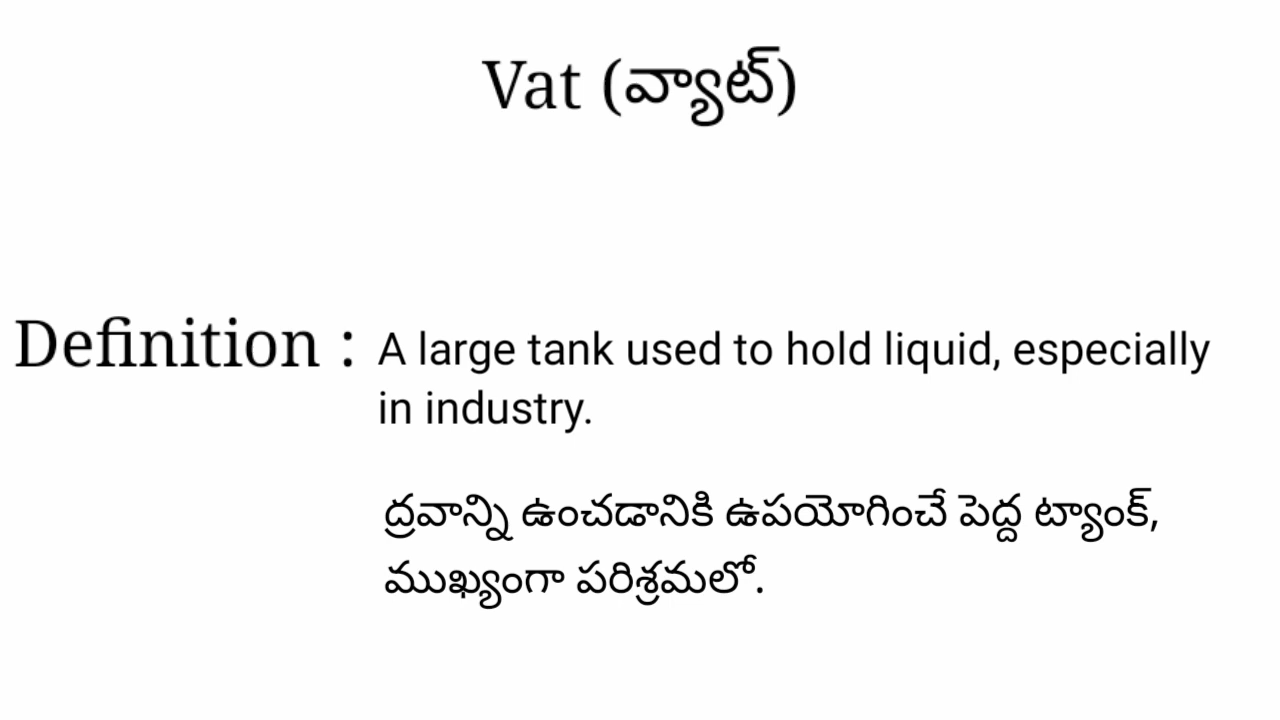 Vat (వ్యాట్)
Definition : A large tank used to hold liquid, especially
in industry.
ద్రవాన్ని ఉంచడానికి ఉపయోగించే పెద్ద ట్యాంక్,
ముఖ్యంగా పరిశ్రమలో.